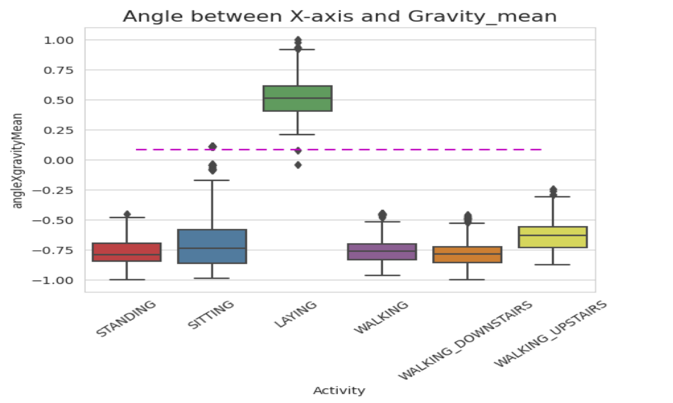 Angle between X-axis and Gravity_mean
1.00
0.75
0.50
0.25
0.00
−0.25
−0.50
−0.75
−1.00
angleXgravityMean
STANDING
SITTING
LAYING
WALKING
WALKING_DOWNSTAIRS
WALKING_UPSTAIRS
Activity